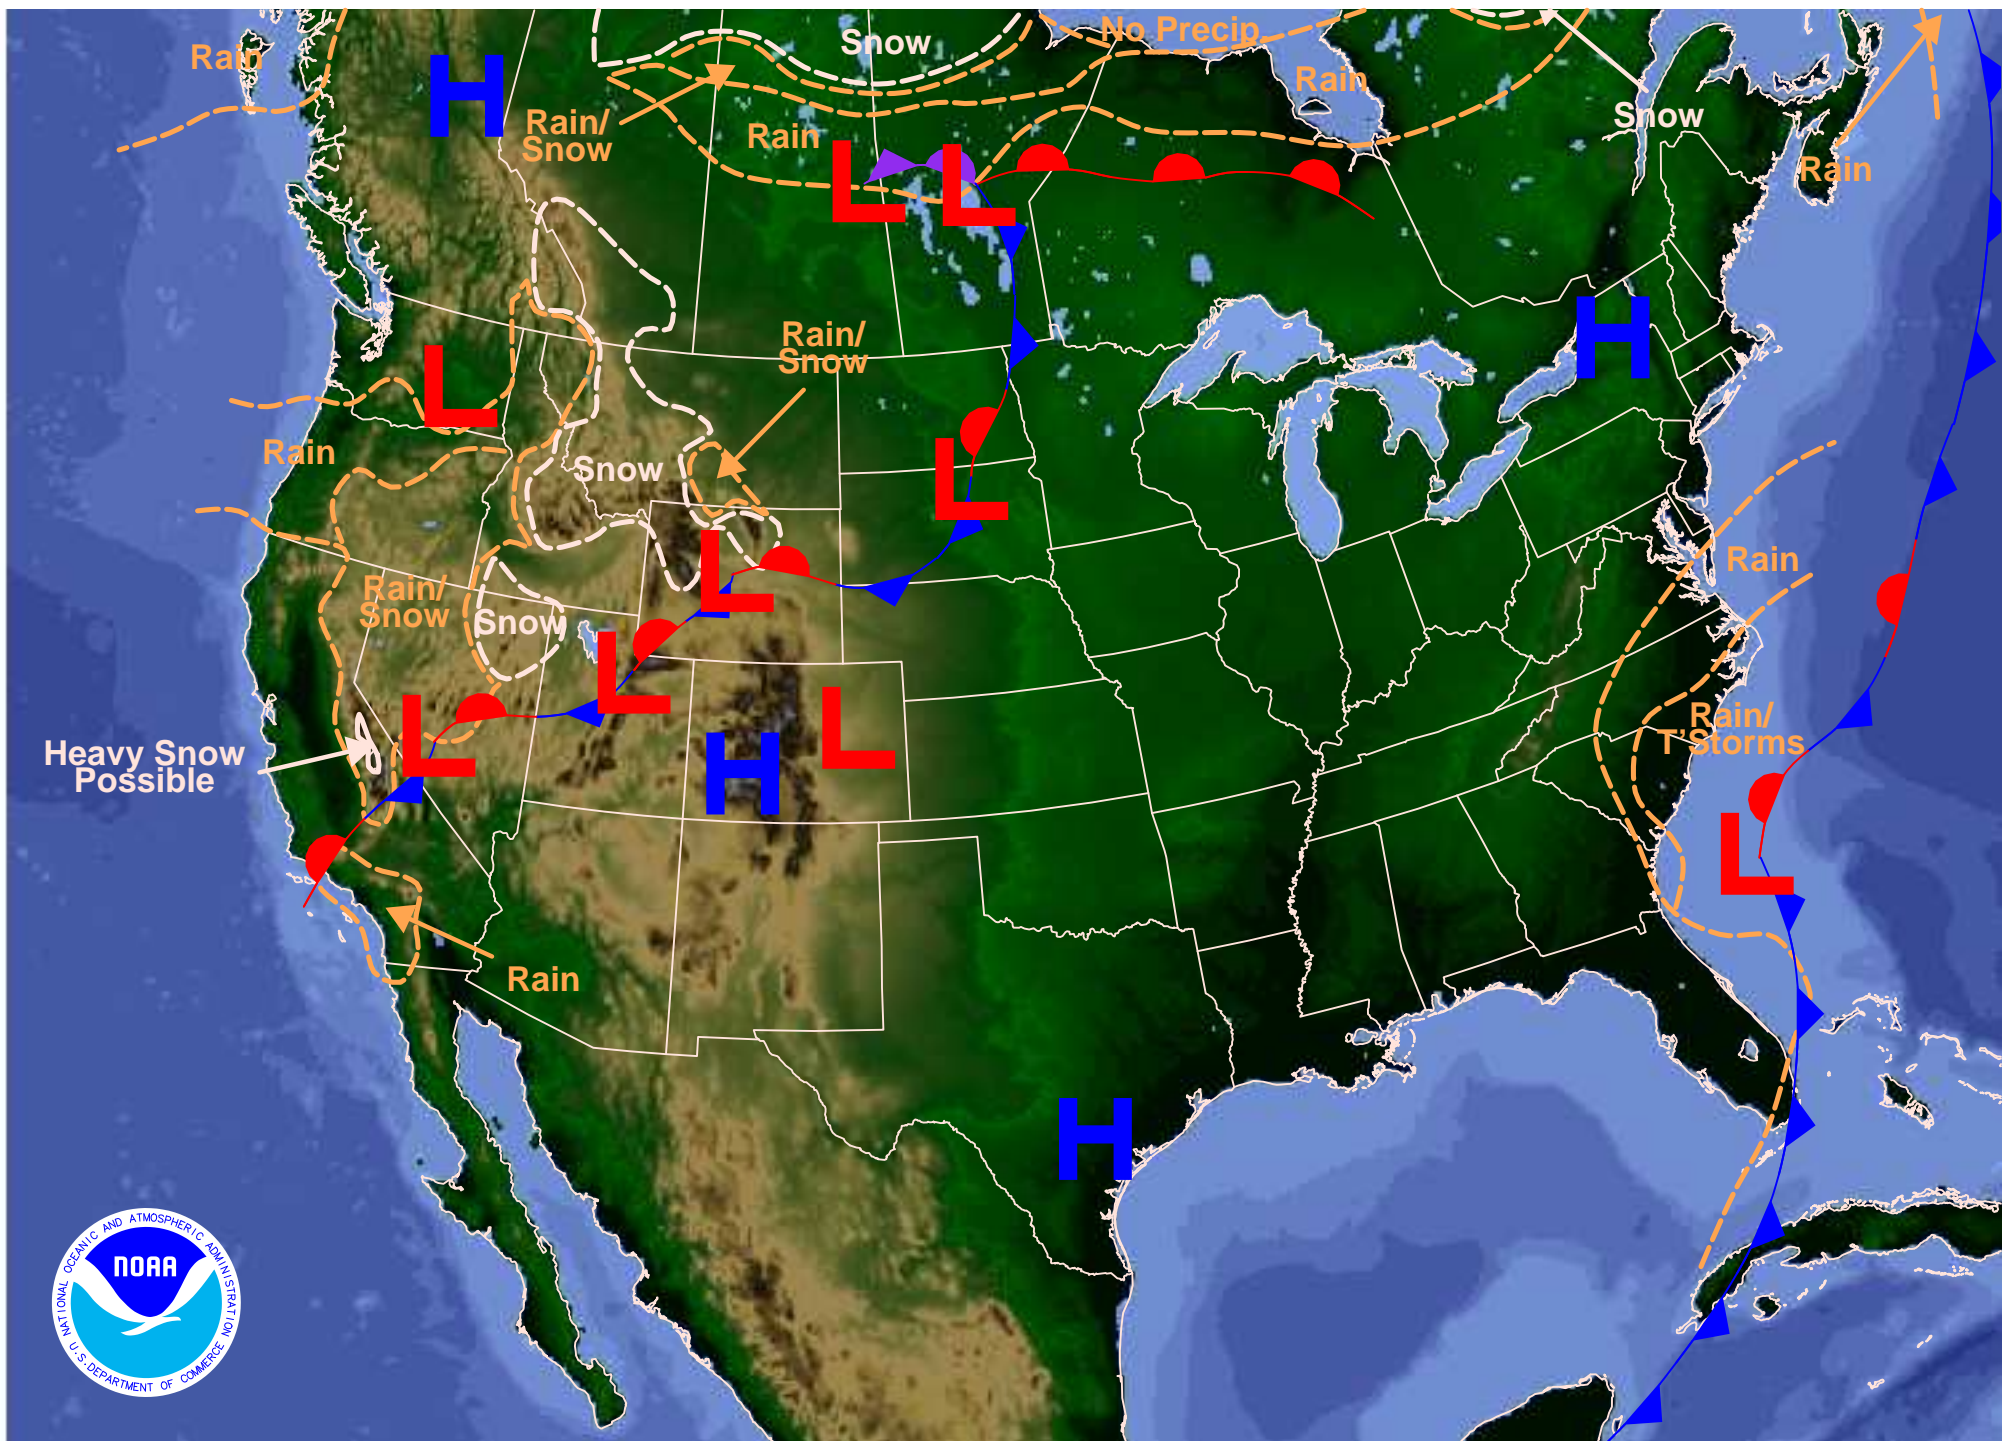 Snow
No Precip.
Rain
Rain
Snow
Rain/
Snow
Rain
Rain
H
L
L
H
Rain/
Snow
L
Rain
Snow
L
Rain
L
Rain/
Snow
Snow
L
L
L
Rain/
T'Storms
Heavy Snow
Possible
H
L
Rain
H
NATIONAL OCEANIC AND ATMOSPHERIC ADMINISTRATION
NOAA
U.S. DEPARTMENT OF COMMERCE